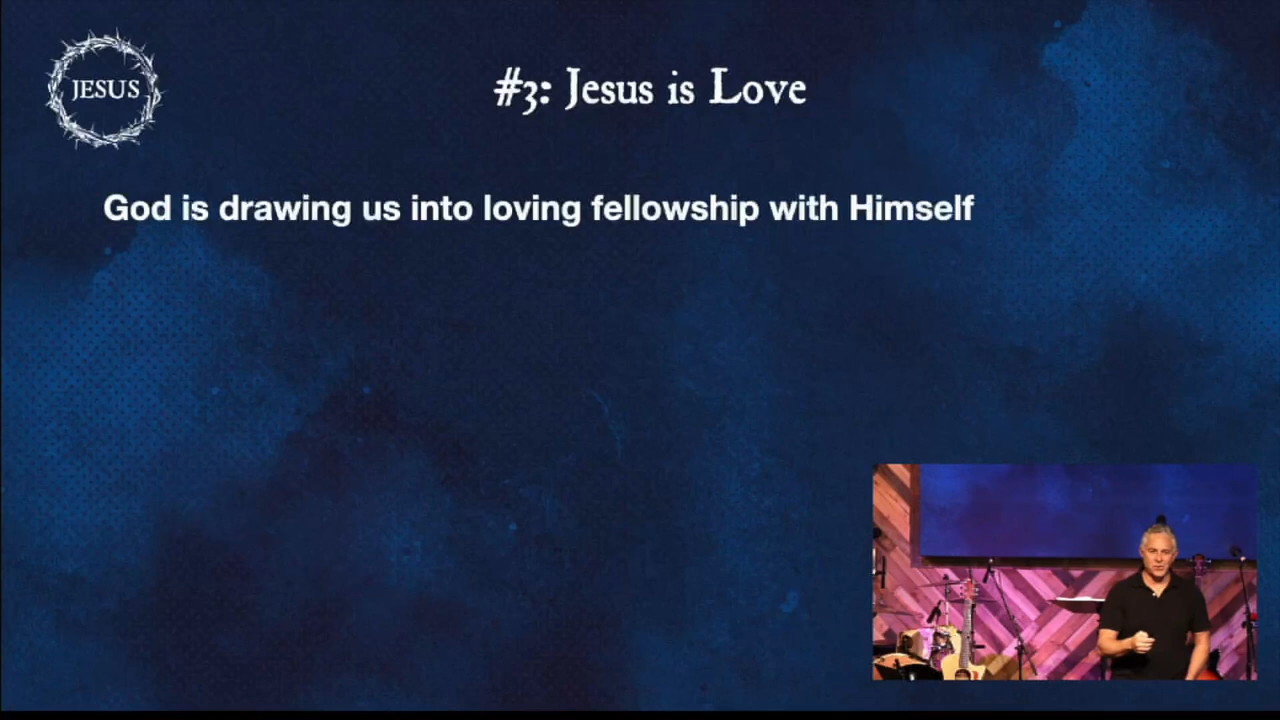 JESUS
#3: Jesus is Love
God is drawing us into loving fellowship with Himself